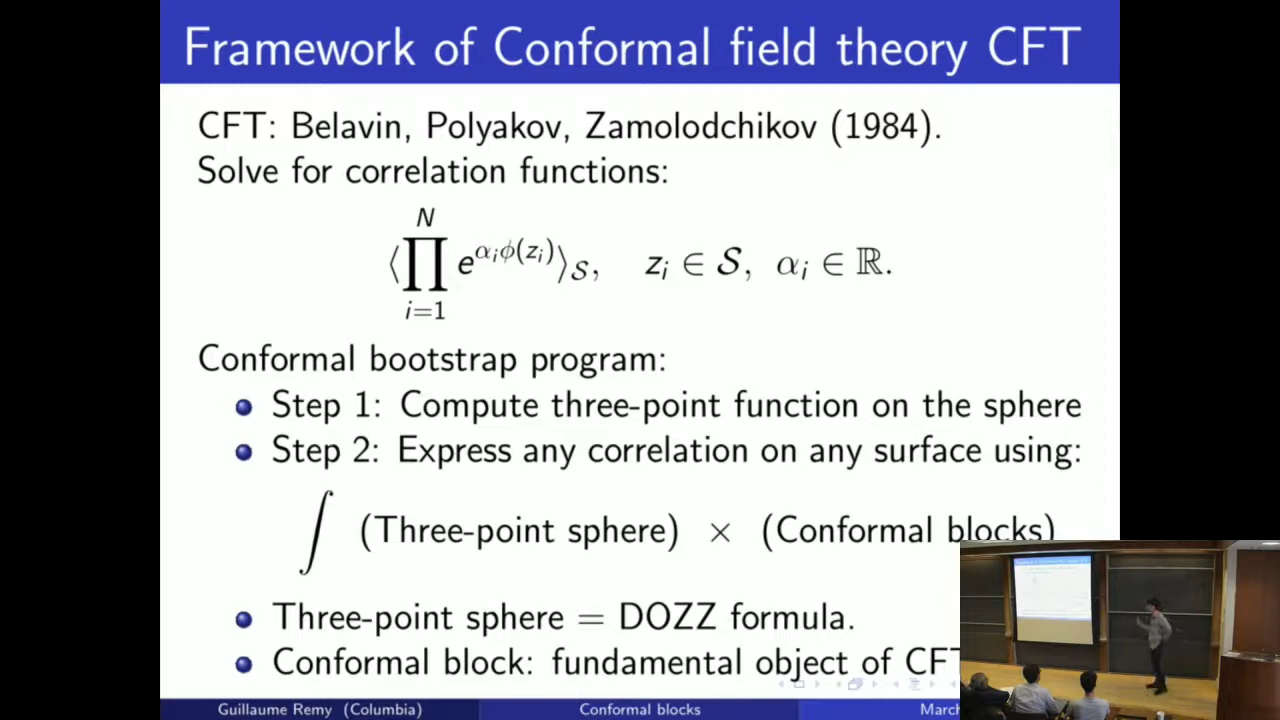 Framework of Conformal field theory CFT
CFT: Belavin, Polyakov, Zamolodchikov (1984).
Solve for correlation functions:
⟨∏_{i=1}^{N} e^{α_i ϕ(z_i)}⟩_𝒮, z_i ∈ 𝒮, α_i ∈ ℝ.
Conformal bootstrap program:
Step 1: Compute three-point function on the sphere
Step 2: Express any correlation on any surface using:
∫ (Three-point sphere) × (Conformal blocks)
Three-point sphere = DOZZ formula.
Conformal block: fundamental object of CFT
Guillaume Remy (Columbia) Conformal blocks March